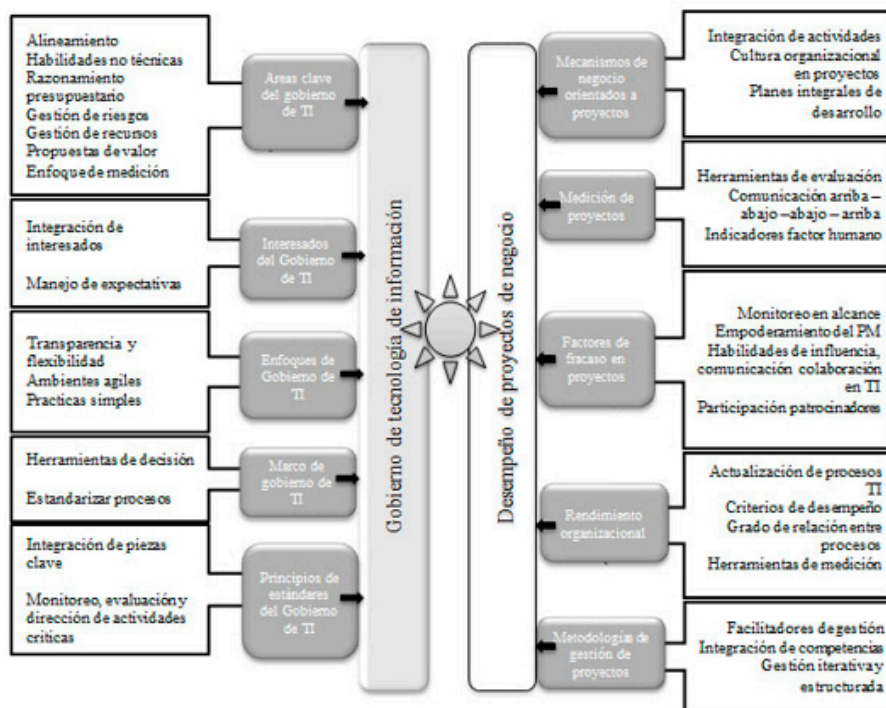 Alineamiento
Habilidades no técnicas
Razonamiento
presupuestario
Gestión de riesgos
Gestión de recursos
Propuestas de valor
Enfoque de medición
Areas clave
del gobierno
de TI
Integración de
interesados
Manejo de expectativas
Interesados
del Gobierno
de TI
Transparencia y
flexibilidad
Ambientes agiles
Practicas simples
Enfoques de
Gobierno de
TI
Herramientas de decisión
Estandarizar procesos
Marco de
gobierno de
TI
Integración de piezas
clave
Monitoreo, evaluación y
dirección de actividades
criticas
Principios de
estándares
del Gobierno
de TI
Gobierno de tecnología de información
Desempeño de proyectos de negocio
Mecanismos de
negocio
orientados a
proyectos
Integración de actividades
Cultura organizacional
en proyectos
Planes integrales de
desarrollo
Medición de
proyectos
Herramientas de evaluación
Comunicación arriba –
abajo –abajo – arriba
Indicadores factor humano
Factores de
fracaso en
proyectos
Monitoreo en alcance
Empoderamiento del PM
Habilidades de influencia,
comunicación colaboración
en TI
Participación patrocinadores
Rendimiento
organizacional
Actualización de procesos
TI
Criterios de desempeño
Grado de relación entre
procesos
Herramientas de medición
Metodologías de
gestión de
proyectos
Facilitadores de gestión
Integración de competencias
Gestión iterativa y
estructurada